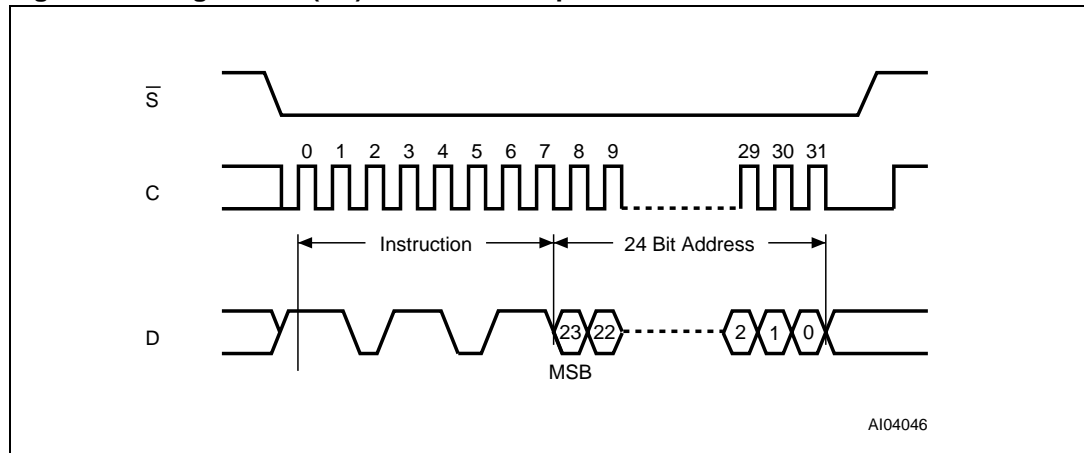 S
0 1 2 3 4 5 6 7 8 9 29 30 31
C
Instruction 24 Bit Address
D 23 22 2 1 0
MSB
AI04046